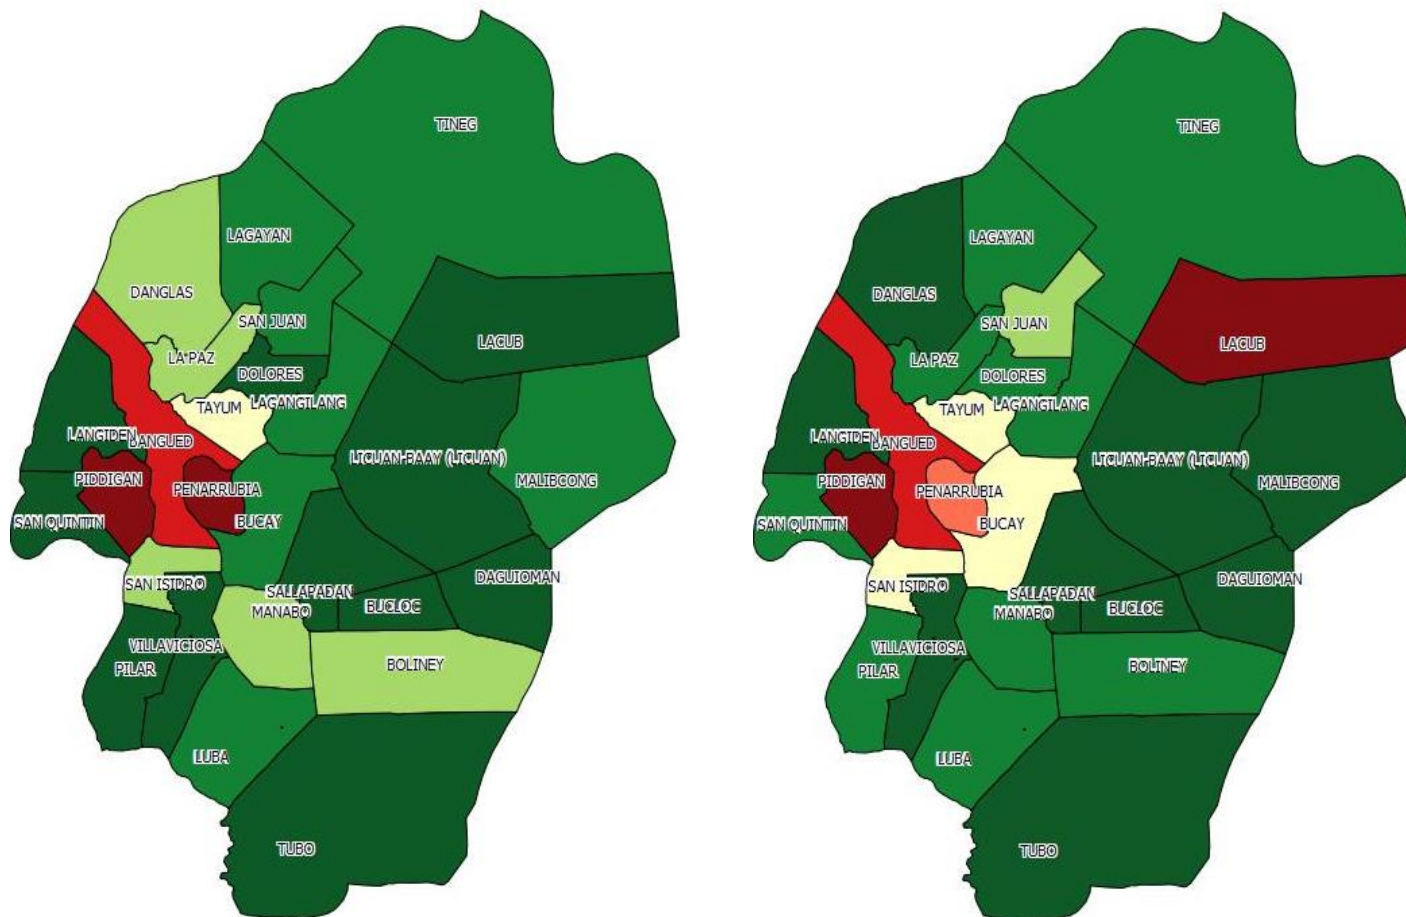 TINEG
LAGAYAN
DANGLAS
SAN JUAN
LA PAZ
LACUB
DOLORES
TAYUM
LAGANGILANG
LANGIDEN
BANGUED
LICUAN-BAAY (LICUAN)
PIDDIGAN
MALIBCONG
PENARRUBIA
SAN QUINTIN
BUCAY
DAGUIOMAN
SAN ISIDRO
SALLAPADAN
BUCLOC
MANABO
VILLAVICIOSA
PILAR
BOLINEY
LUBA
TUBO
TINEG
LAGAYAN
DANGLAS
SAN JUAN
LA PAZ
LACUB
DOLORES
TAYUM
LAGANGILANG
LANGIDEN
BANGUED
LICUAN-BAAY (LICUAN)
PIDDIGAN
MALIBCONG
PENARRUBIA
SAN QUINTIN
BUCAY
DAGUIOMAN
SAN ISIDRO
SALLAPADAN
BUCLOC
MANABO
VILLAVICIOSA
PILAR
BOLINEY
LUBA
TUBO